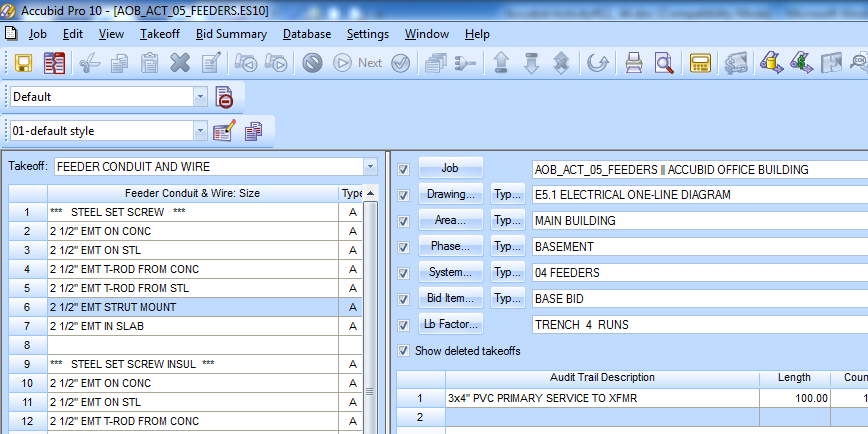 Accubid Pro 10 - [AOB_ACT_05_FEEDERS.ES10]
Job Edit View Takeoff Bid Summary Database Settings Window Help
Next
Default
01-default style
Takeoff: FEEDER CONDUIT AND WIRE
Feeder Conduit & Wire: Size Type
1 *** STEEL SET SCREW *** A
2 2 1/2" EMT ON CONC A
3 2 1/2" EMT ON STL A
4 2 1/2" EMT T-ROD FROM CONC A
5 2 1/2" EMT T-ROD FROM STL A
6 2 1/2" EMT STRUT MOUNT A
7 2 1/2" EMT IN SLAB A
8
9 *** STEEL SET SCREW INSUL *** A
10 2 1/2" EMT ON CONC A
11 2 1/2" EMT ON STL A
12 2 1/2" EMT T-ROD FROM CONC A
Job AOB_ACT_05_FEEDERS || ACCUBID OFFICE BUILDING
Drawing... Typ... E5.1 ELECTRICAL ONE-LINE DIAGRAM
Area... Typ... MAIN BUILDING
Phase... Typ... BASEMENT
System... Typ... 04 FEEDERS
Bid Item... Typ... BASE BID
Lb Factor... TRENCH 4 RUNS
Show deleted takeoffs
Audit Trail Description Length Coun
1 3x4" PVC PRIMARY SERVICE TO XFMR 100.00 1
2